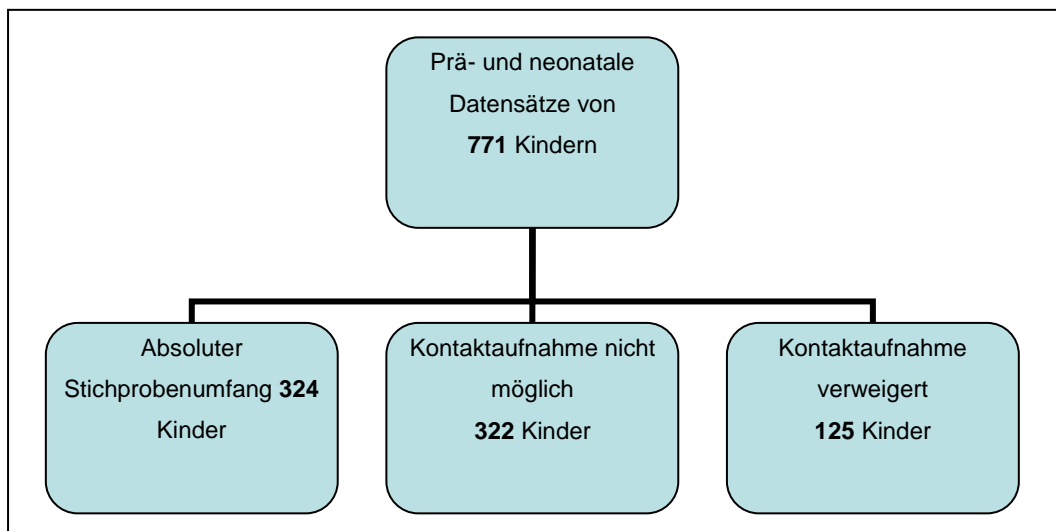 Prä- und neonatale
Datensätze von
771 Kindern
Absoluter
Stichprobenumfang 324
Kinder
Kontaktaufnahme nicht
möglich
322 Kinder
Kontaktaufnahme
verweigert
125 Kinder